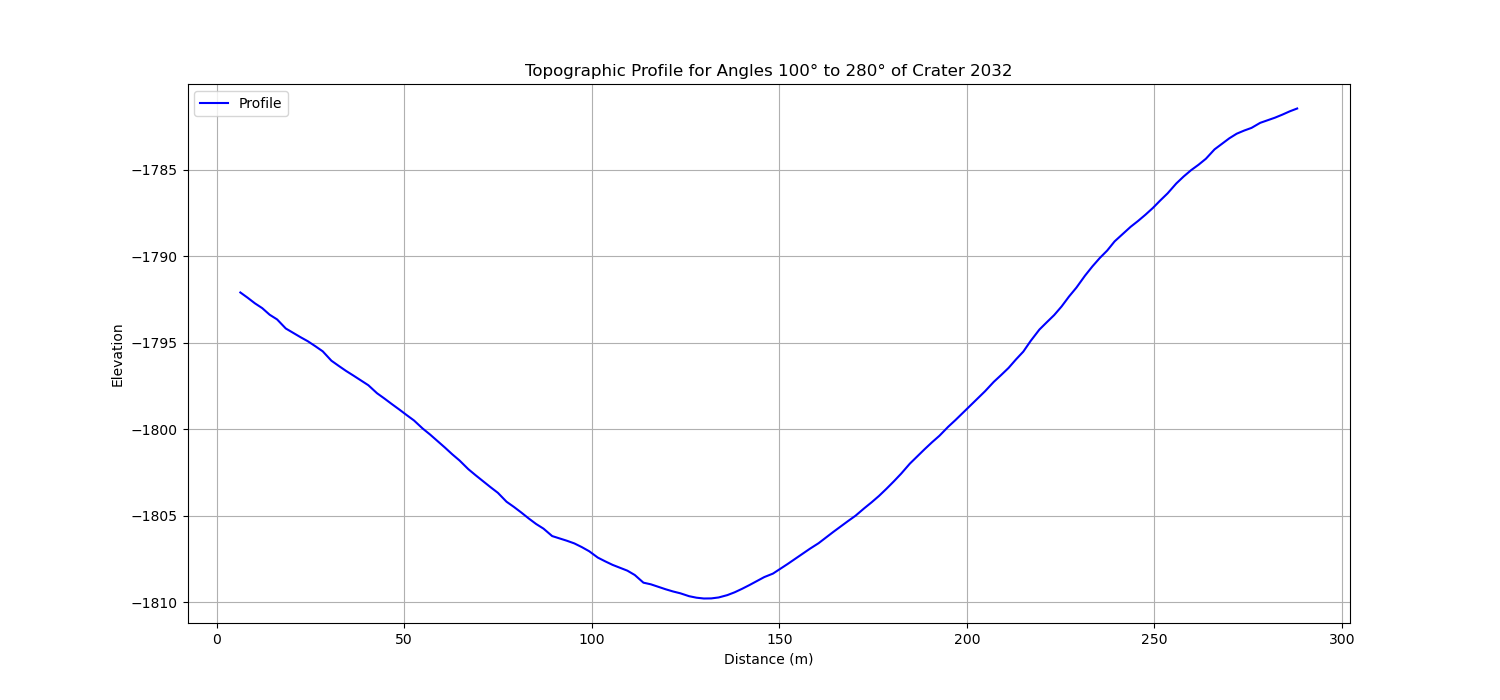 Topographic Profile for Angles 100° to 280° of Crater 2032
Profile
−1785
−1790
−1795
−1800
−1805
−1810
Elevation
0 50 100 150 200 250 300
Distance (m)